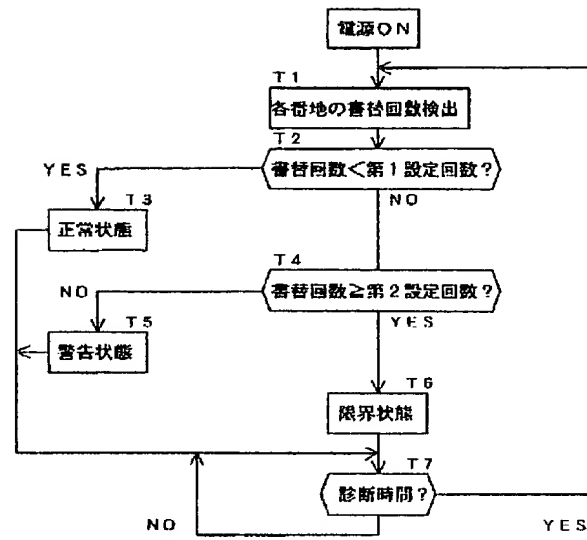 電源ON
T1
各番地の書替回数検出
T2
書替回数<第1設定回数?
YES
NO
T3
正常状態
T4
書替回数≧第2設定回数?
NO
YES
T5
警告状態
T6
限界状態
T7
診断時間?
NO
YES